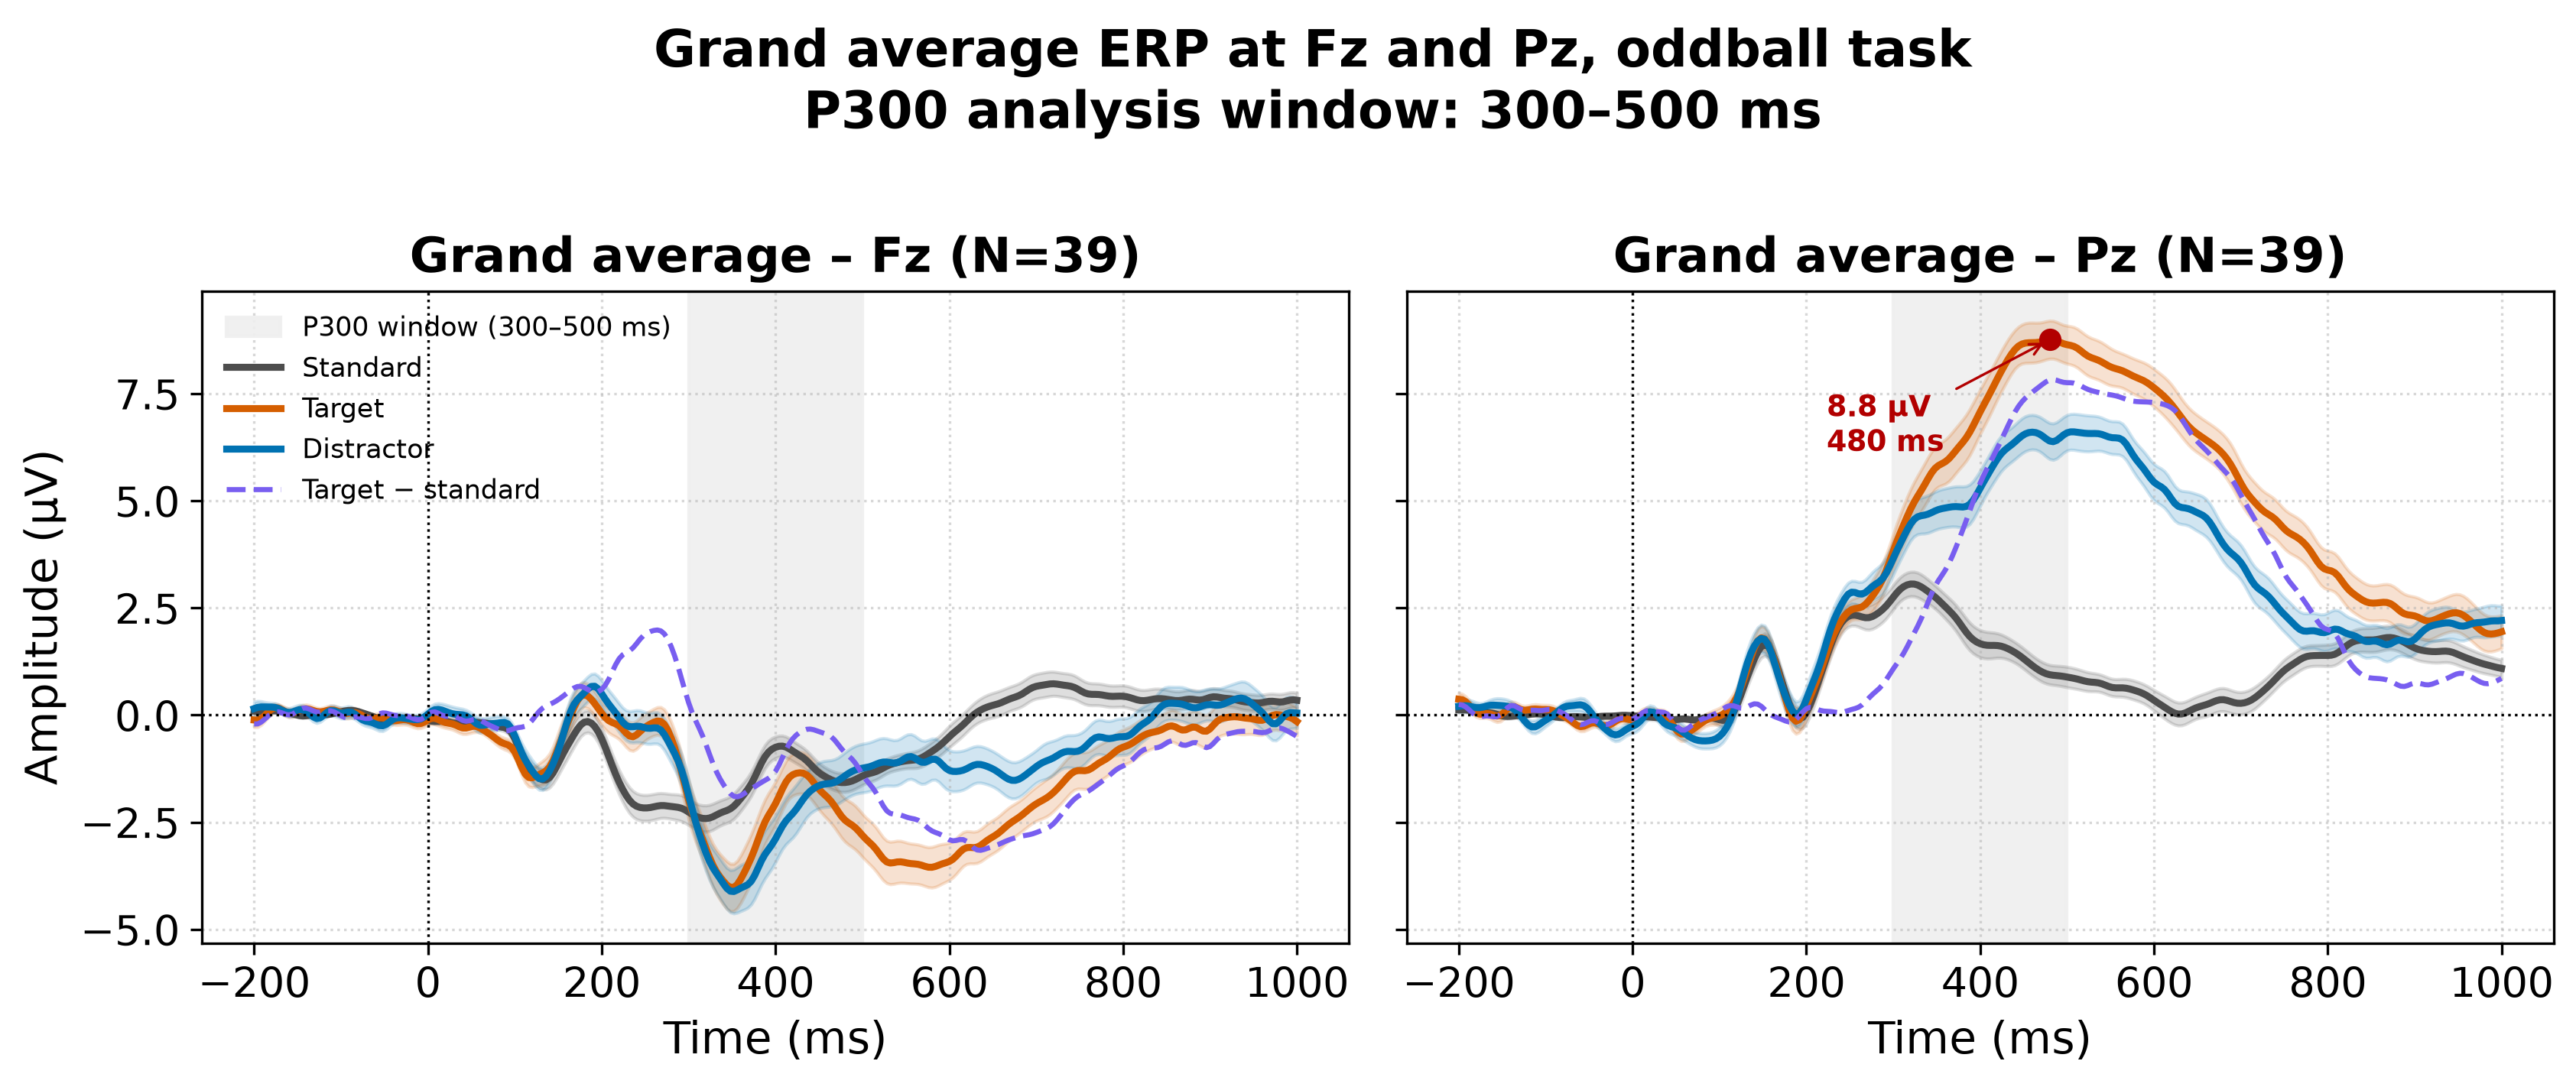 Grand average ERP at Fz and Pz, oddball task
P300 analysis window: 300–500 ms
Grand average – Fz (N=39)
P300 window (300–500 ms)
Standard
Target
Distractor
Target − standard
Amplitude (μV)
7.5
5.0
2.5
0.0
−2.5
−5.0
−200 0 200 400 600 800 1000
Time (ms)
Grand average – Pz (N=39)
8.8 μV
480 ms
−200 0 200 400 600 800 1000
Time (ms)